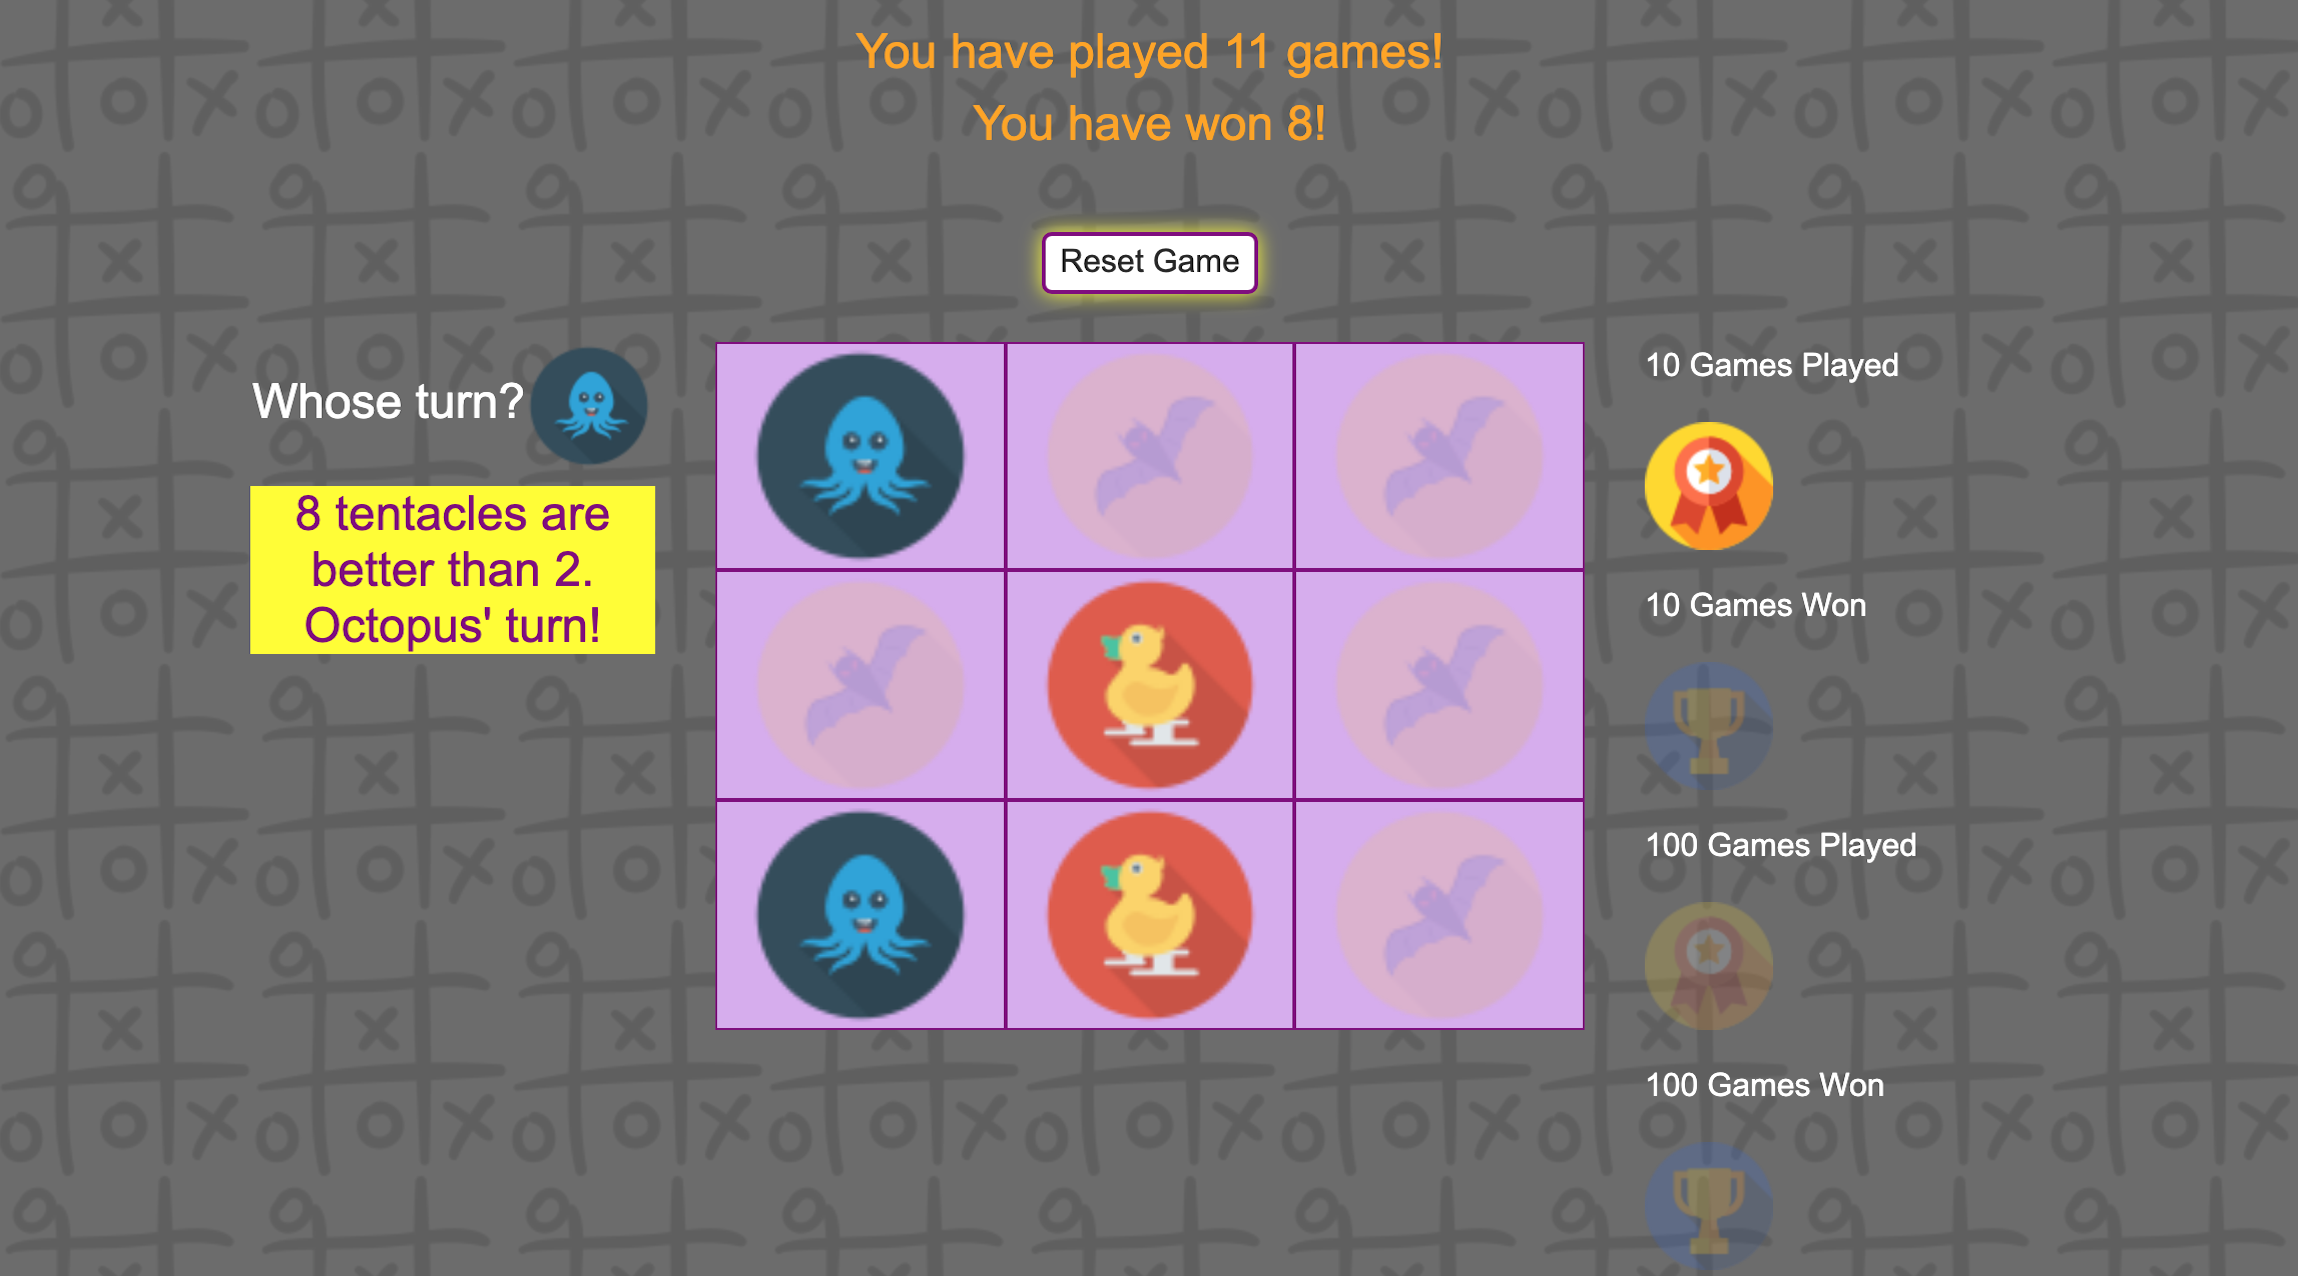 You have played 11 games!
You have won 8!
Reset Game
Whose turn?
8 tentacles are
better than 2.
Octopus' turn!
10 Games Played
10 Games Won
100 Games Played
100 Games Won